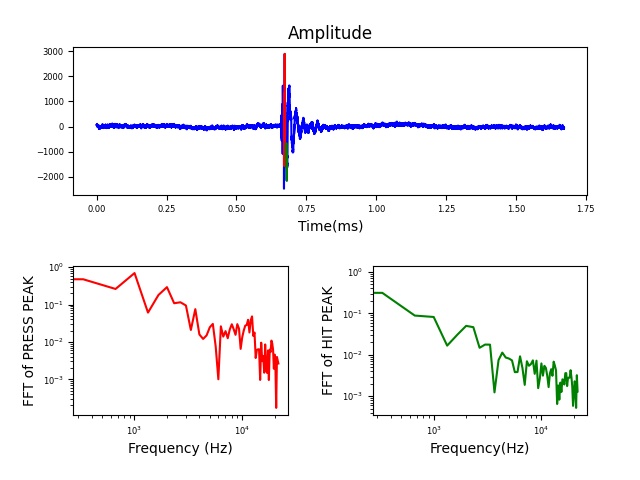 Amplitude
3000
2000
1000
0
−1000
−2000
0.00 0.25 0.50 0.75 1.00 1.25 1.50 1.75
Time(ms)
FFT of PRESS PEAK
10⁰
10⁻¹
10⁻²
10⁻³
10³ 10⁴
Frequency (Hz)
FFT of HIT PEAK
10⁰
10⁻¹
10⁻²
10⁻³
10³ 10⁴
Frequency(Hz)